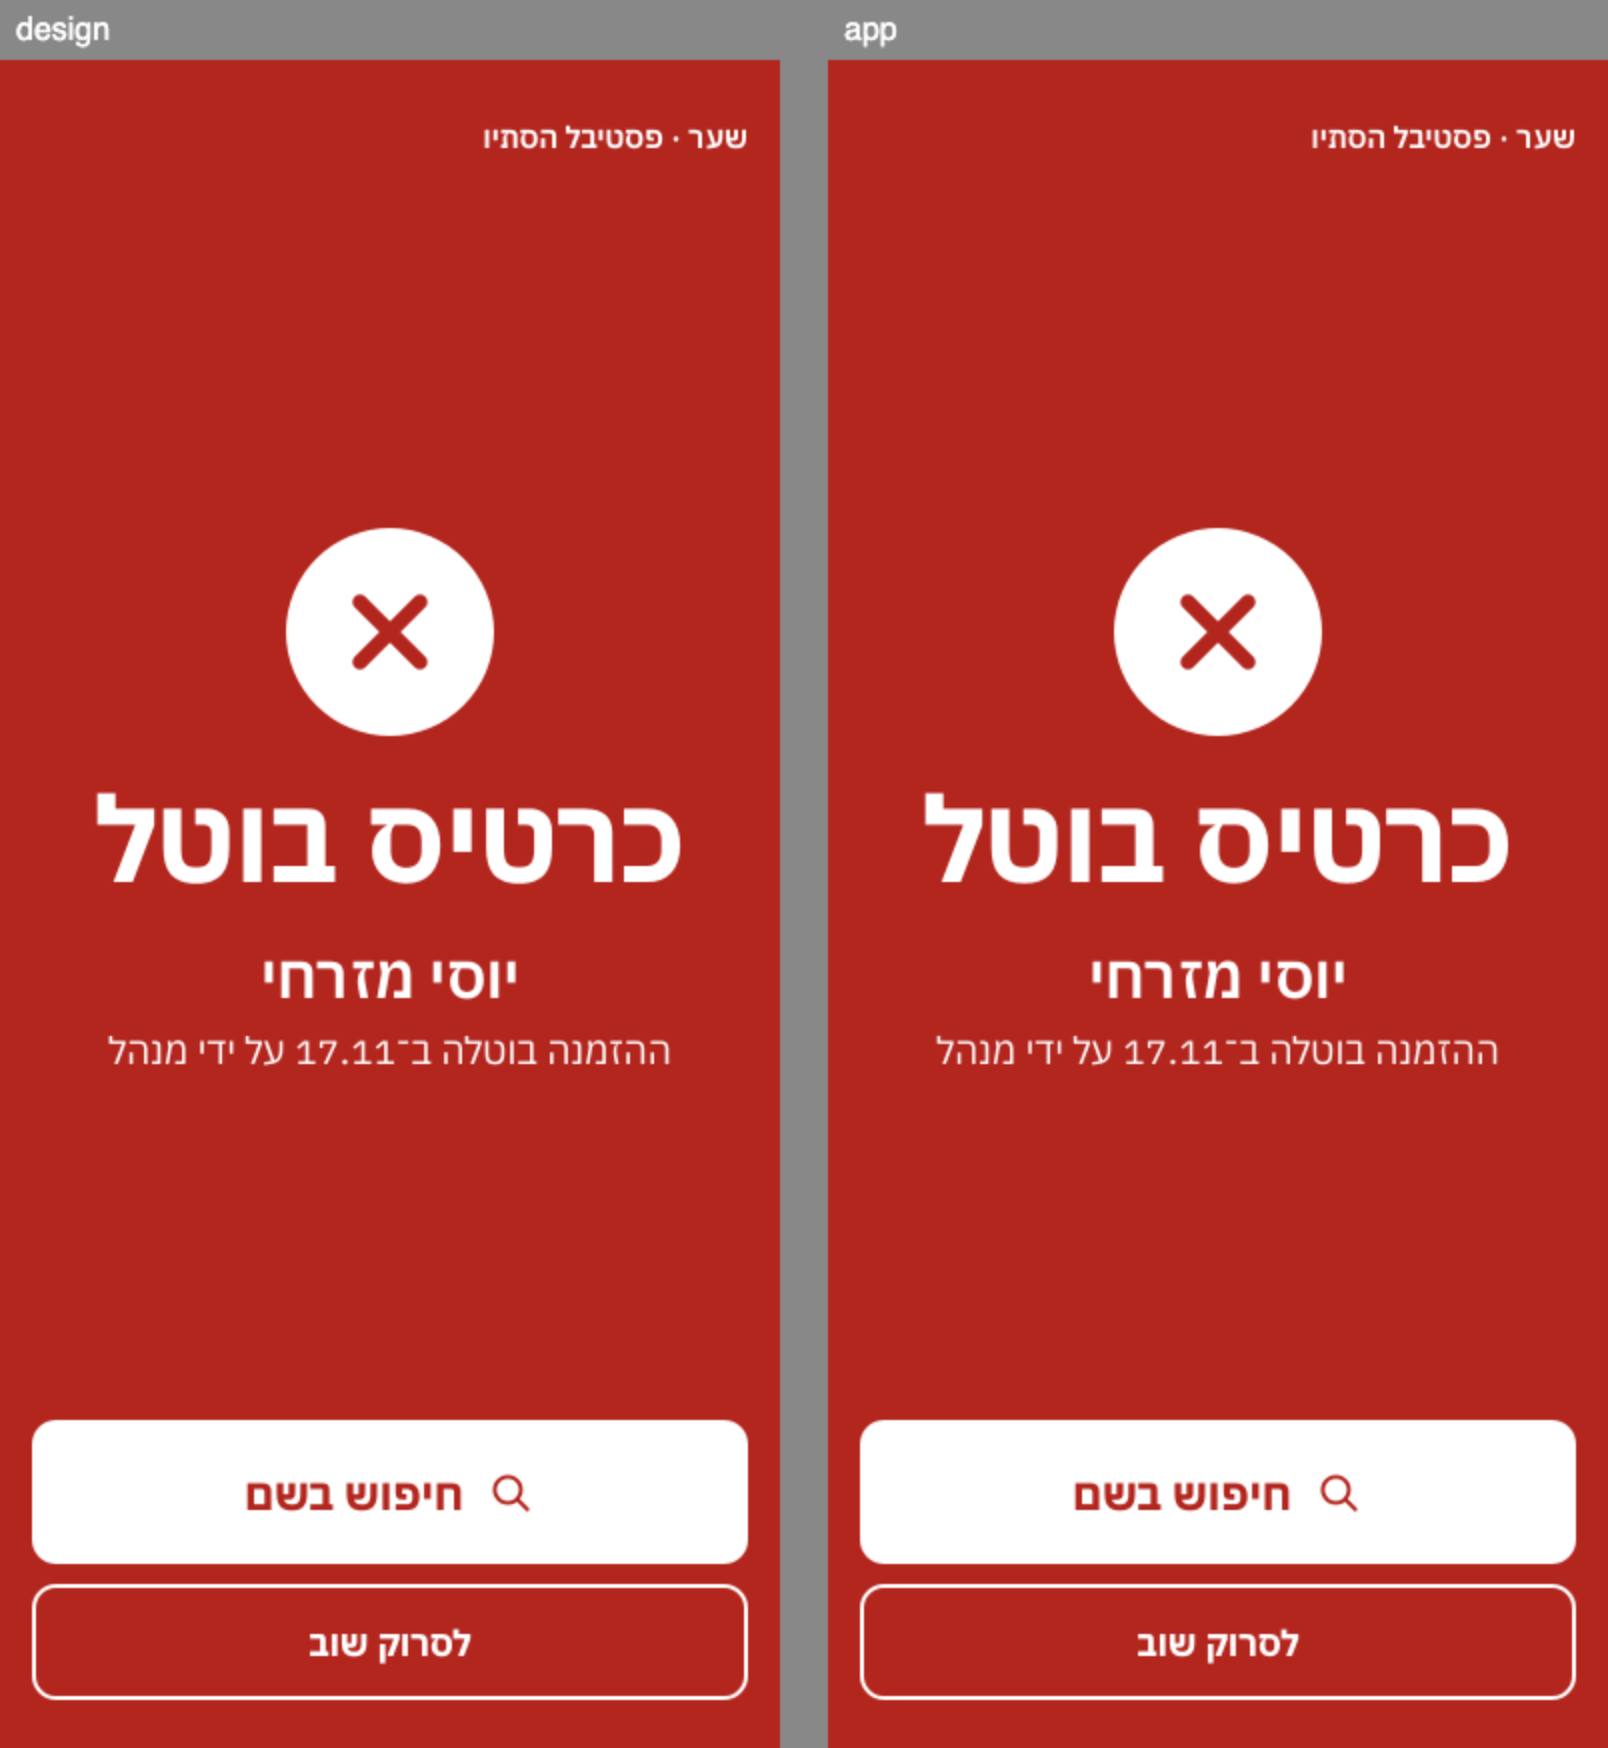 design
שער · פסטיבל הסתיו
כרטיס בוטל
יוסי מזרחי
ההזמנה בוטלה ב־17.11 על ידי מנהל
חיפוש בשם
לסרוק שוב
app
שער · פסטיבל הסתיו
כרטיס בוטל
יוסי מזרחי
ההזמנה בוטלה ב־17.11 על ידי מנהל
חיפוש בשם
לסרוק שוב